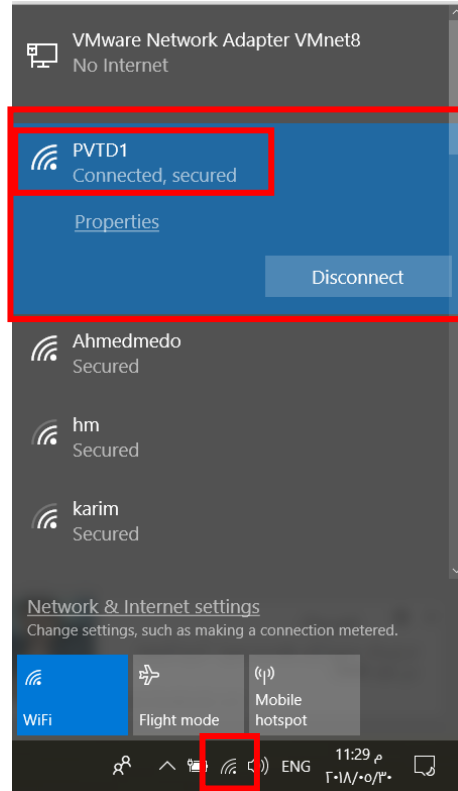 VMware Network Adapter VMnet8
No Internet
PVTD1
Connected, secured
Properties
Disconnect
Ahmedmedo
Secured
hm
Secured
karim
Secured
Network & Internet settings
Change settings, such as making a connection metered.
WiFi
Flight mode
Mobile
hotspot
ENG
11:29 م
٢٠١٨/٠٥/٣٠